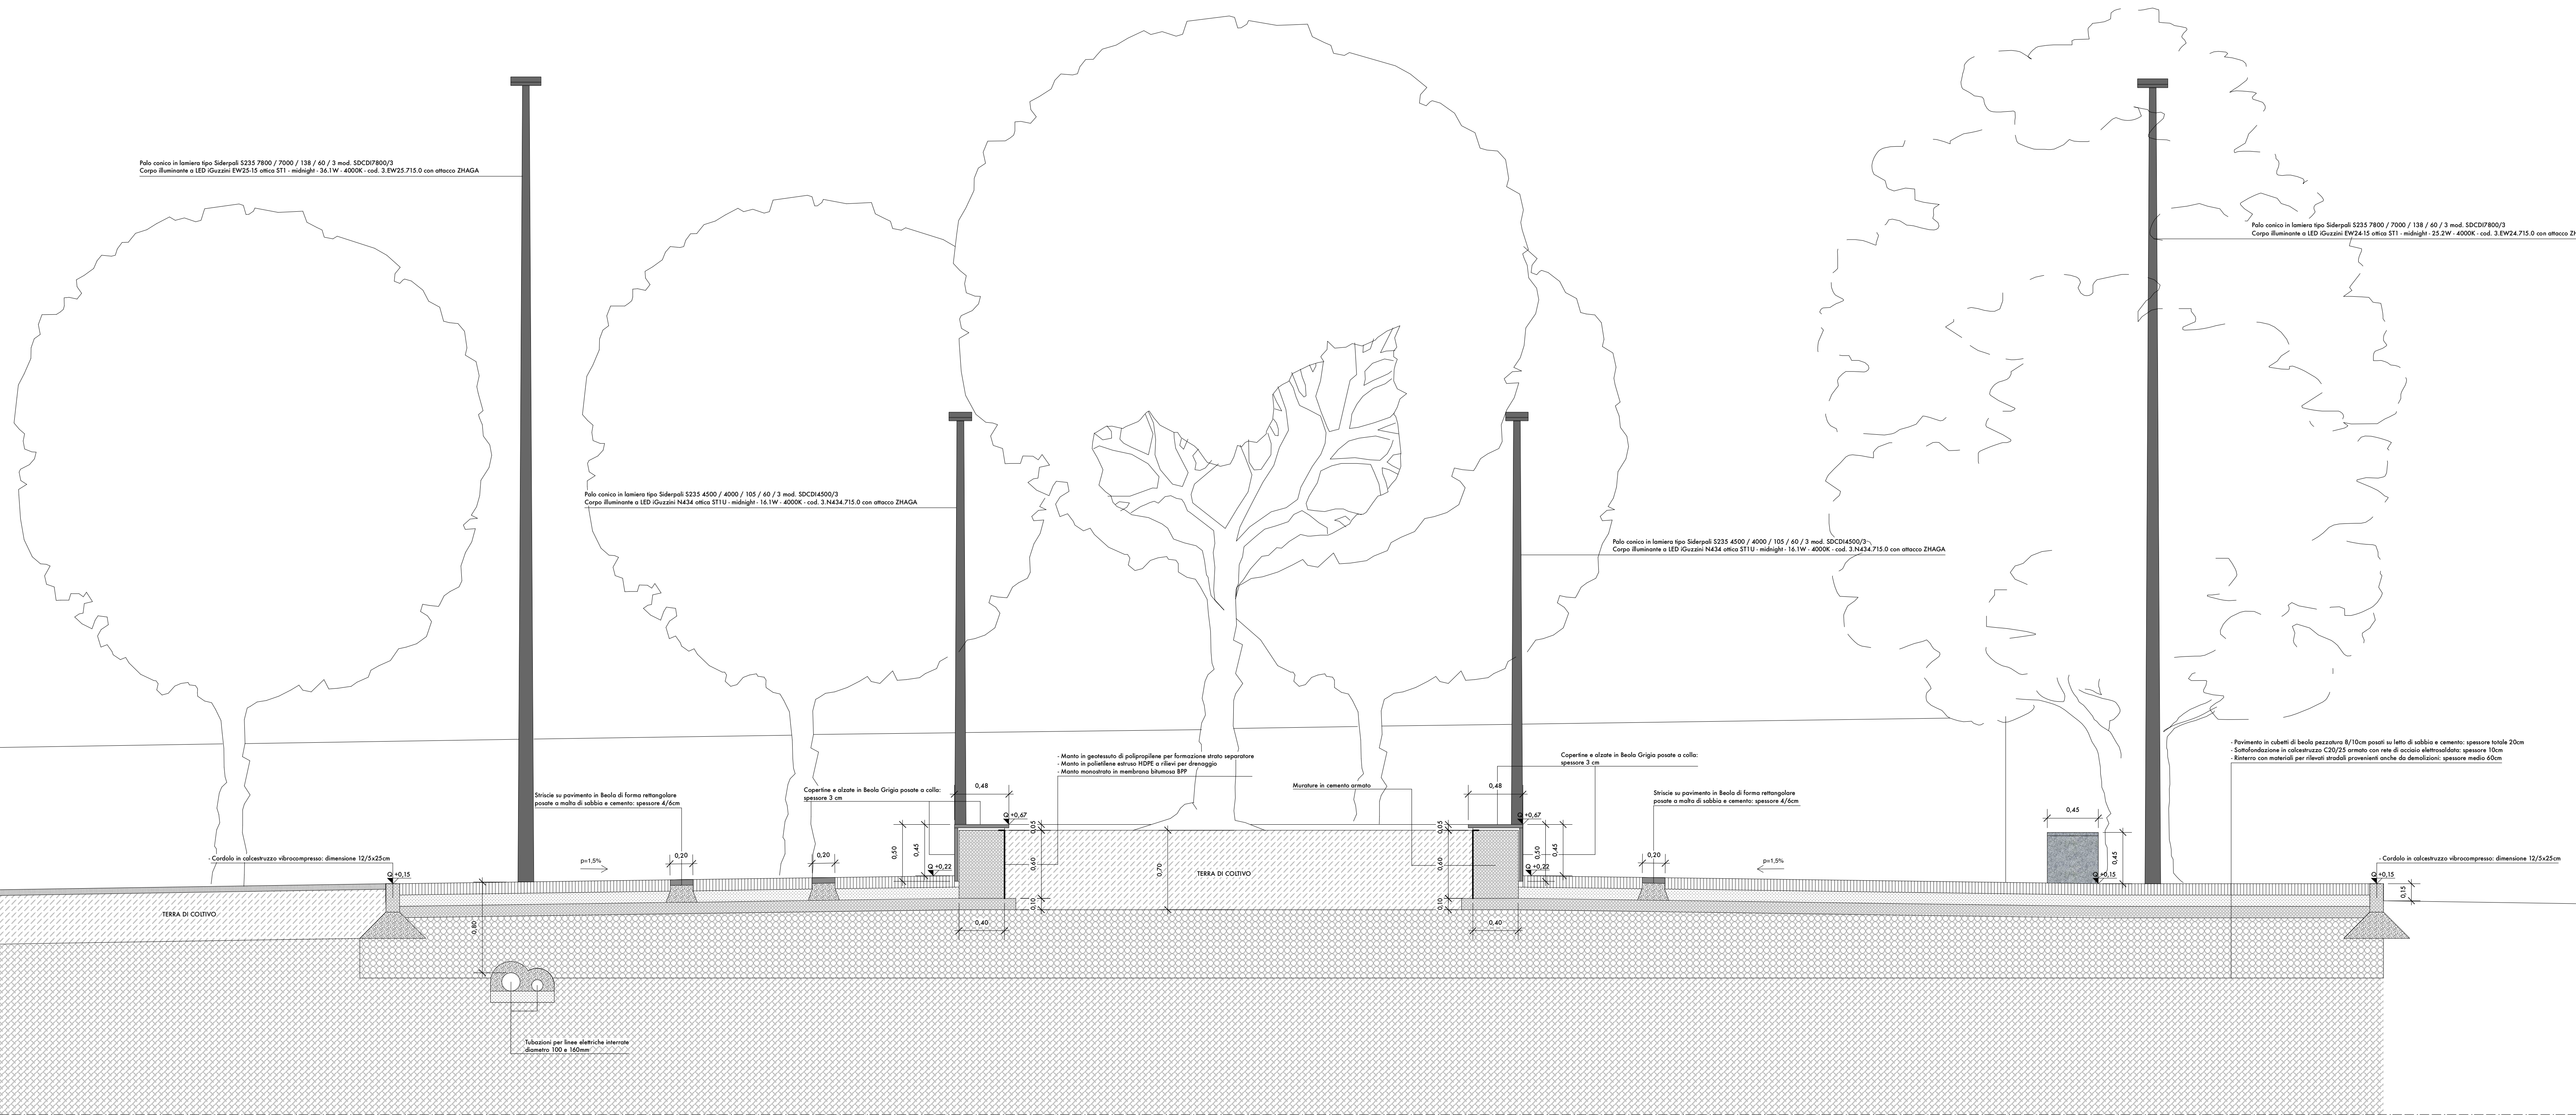 Palo conico in lamiera tipo Siderpali S235 7800 / 7000 / 138 / 60 / 3 mod. SDCDI7800/3
Corpo illuminante a LED iGuzzini EW25-15 ottica ST1 - midnight - 36.1W - 4000K - cod. 3.EW25.715.0 con attacco ZHAGA
Palo conico in lamiera tipo Siderpali S235 7800 / 7000 / 138 / 60 / 3 mod. SDCDI7800/3
Corpo illuminante a LED iGuzzini EW24-15 ottica ST1 - midnight - 25.2W - 4000K - cod. 3.EW24.715.0 con attacco
Palo conico in lamiera tipo Siderpali S235 4500 / 4000 / 105 / 60 / 3 mod. SDCDI4500/3
Corpo illuminante a LED iGuzzini N434 ottica ST1U - midnight - 16.1W - 4000K - cod. 3.N434.715.0 con attacco ZHAGA
Palo conico in lamiera tipo Siderpali S235 4500 / 4000 / 105 / 60 / 3 mod. SDCDI4500/3
Corpo illuminante a LED iGuzzini N434 ottica ST1U - midnight - 16.1W - 4000K - cod. 3.N434.715.0 con attacco ZHAGA
- Manto in geotessuto di polipropilene per formazione strato separatore
- Manto in polietilene estruso HDPE a rilievi per drenaggio
- Manto monostrato in membrana bitumosa BPP
Copertine e alzate in Beola Grigia posate a colla:
spessore 3 cm
- Pavimento in cubetti di beola pezzatura 8/10cm posati su letto di sabbia e cemento: spessore totale 20cm
- Sottofondazione in calcestruzzo C20/25 armata con rete di acciaio elettrosaldata: spessore 10cm
- Rinterro con materiali per rilevati stradali provenienti anche da demolizioni: spessore medio 60cm
Striscie su pavimento in Beola di forma rettangolare
posate a malta di sabbia e cemento: spessore 4/6cm
Copertine e alzate in Beola Grigia posate a colla:
spessore 3 cm
Murature in cemento armato
Striscie su pavimento in Beola di forma rettangolare
posate a malta di sabbia e cemento: spessore 4/6cm
0,48
0,48
0,45
Q +0,67
Q +0,67
0,05
0,05
- Cordolo in calcestruzzo vibrocompresso: dimensione 12/5x25cm
p=1,5%
0,20
0,20
0,50
0,45
Q +0,22
0,60
0,70
TERRA DI COLTIVO
0,60
Q +0,22
0,50
0,45
0,20
p=1,5%
0,45
- Cordolo in calcestruzzo vibrocompresso: dimensione 12/5x25cm
Q +0,15
Q +0,15
Q +0,15
0,15
TERRA DI COLTIVO
0,80
0,10
0,40
0,10
0,40
Tubazioni per linee elettriche interrate
diametro 100 e 160mm